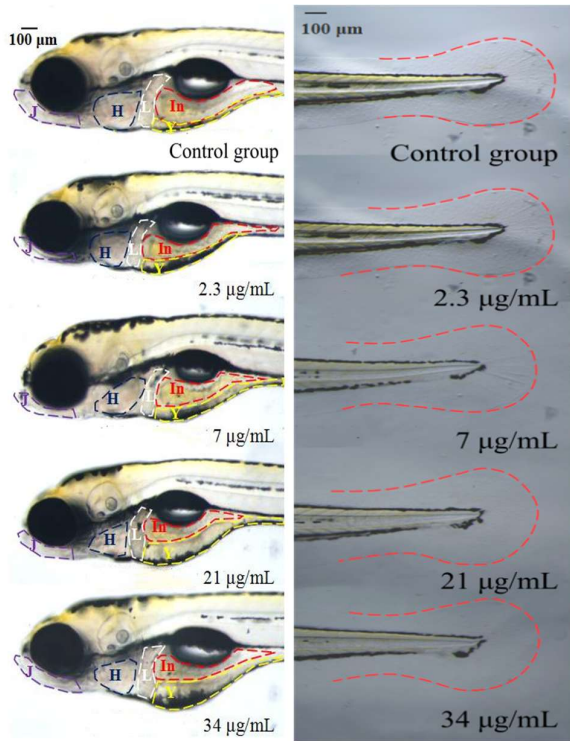 100 μm
J
H
L
In
Y
Control group
J
H
L
In
Y
2.3 μg/mL
J
H
L
In
Y
7 μg/mL
J
H
L
In
Y
21 μg/mL
J
H
L
In
Y
34 μg/mL
100 μm
Control group
2.3 μg/mL
7 μg/mL
21 μg/mL
34 μg/mL